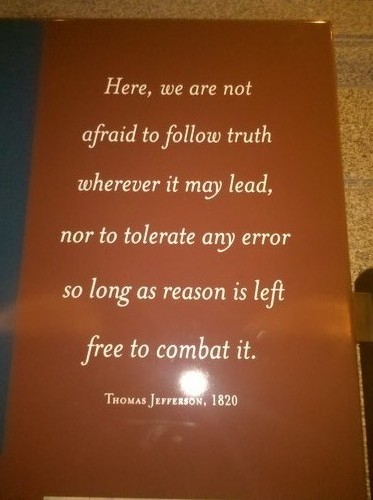 Here, we are not
afraid to follow truth
wherever it may lead,
nor to tolerate any error
so long as reason is left
free to combat it.
THOMAS JEFFERSON, 1820